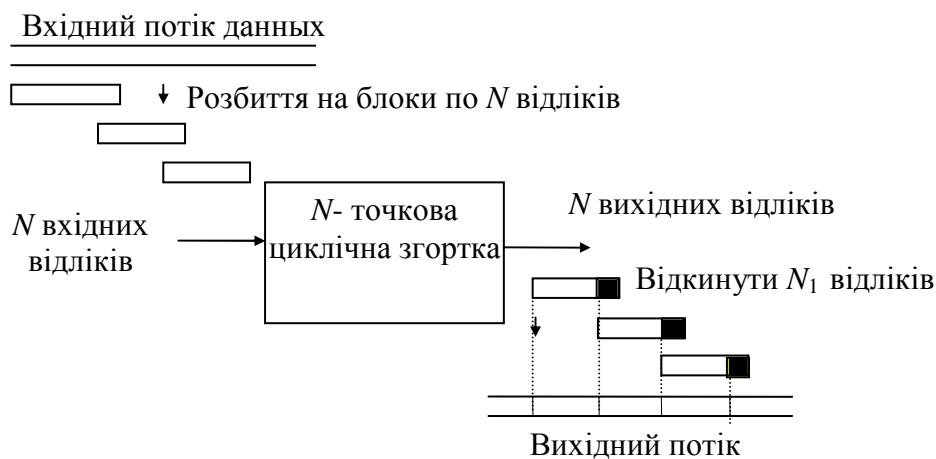 Вхідний потік данных
Розбиття на блоки по N відліків
N вхідних
відліків
N- точкова
циклічна згортка
N вихідних відліків
Відкинути N₁ відліків
Вихідний потік